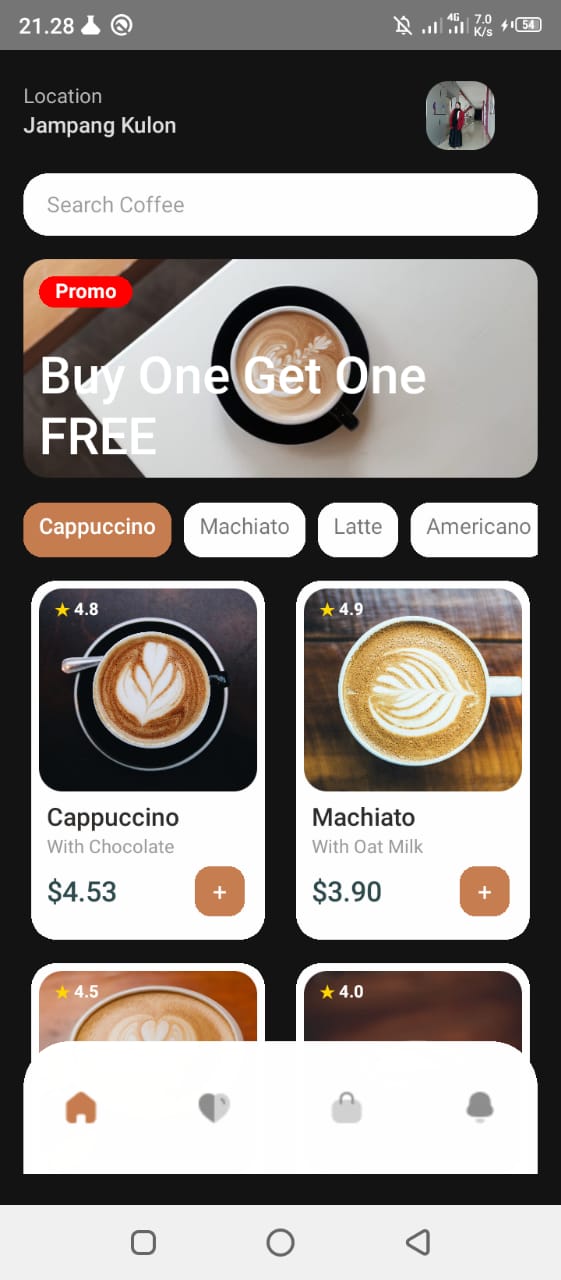 21.28
4G
7.0
K/s
54
Location
Jampang Kulon
Search Coffee
Promo
Buy One Get One
FREE
Cappuccino Machiato Latte Americano
★ 4.8
★ 4.9
Cappuccino
With Chocolate
$4.53
+
Machiato
With Oat Milk
$3.90
+
★ 4.5
★ 4.0